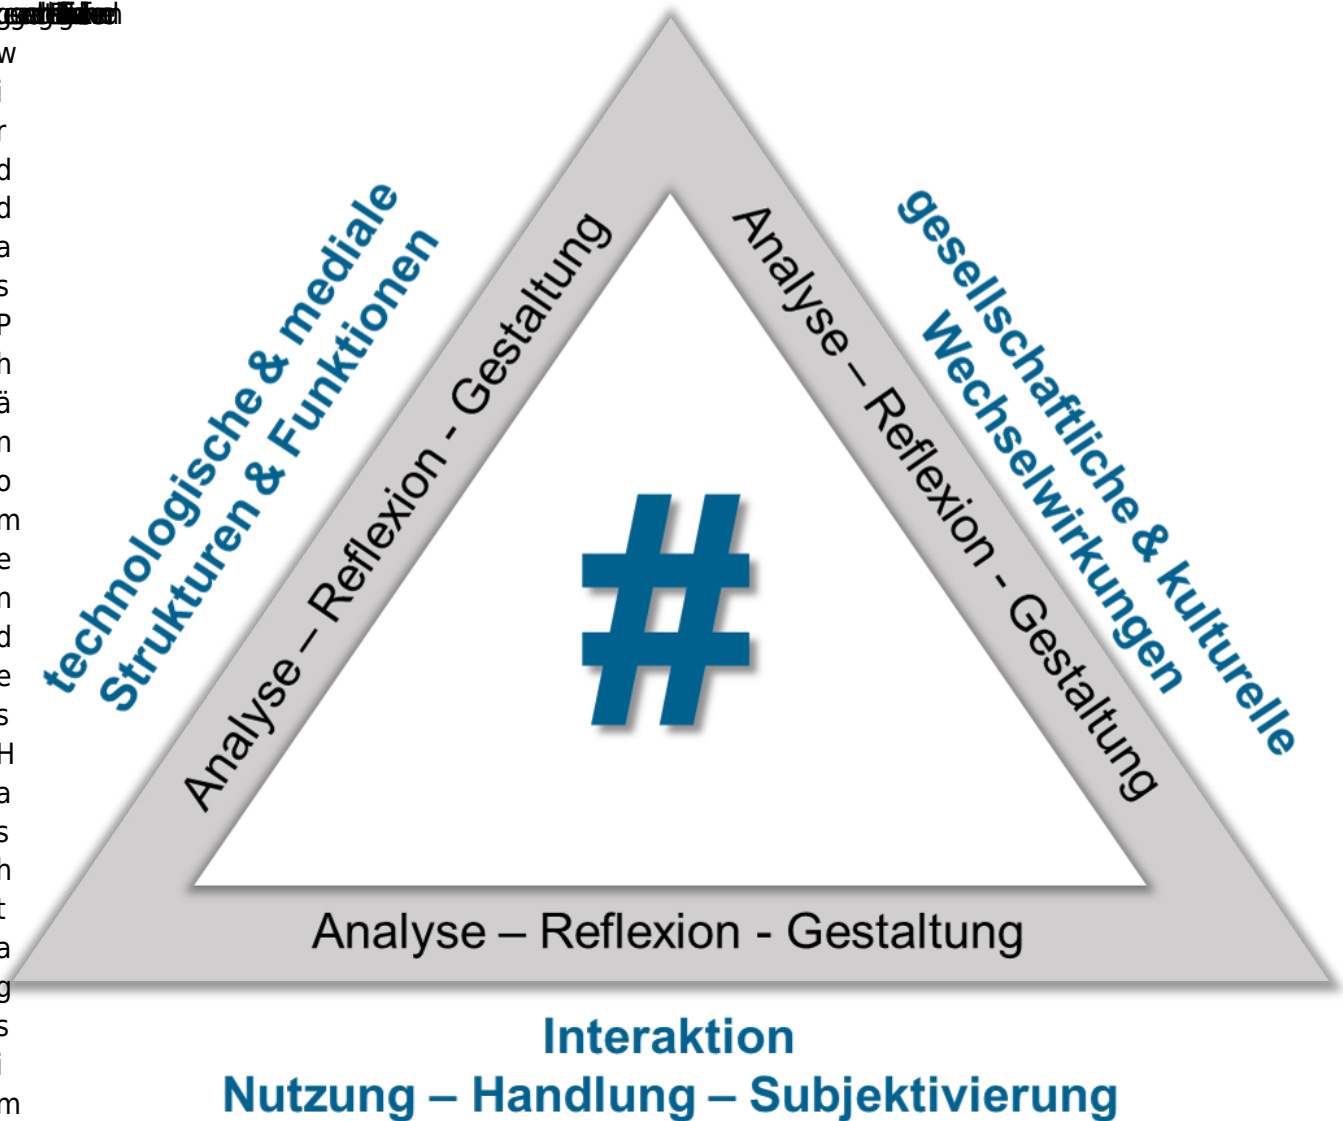 w
i
r
d
d
a
s
P
h
ä
n
o
m
e
n
d
e
s
H
a
s
h
t
a
g
s
i
m
technologische & mediale
Strukturen & Funktionen
Analyse – Reflexion - Gestaltung
gesellschaftliche & kulturelle
Wechselwirkungen
Analyse – Reflexion - Gestaltung
#
Analyse – Reflexion - Gestaltung
Interaktion
Nutzung – Handlung – Subjektivierung